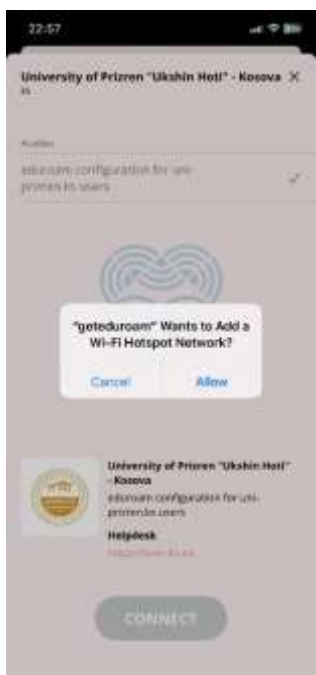 22:57
University of Prizren "Ukshin Hoti" - Kosova
Profiles
eduroam configuration for uni-
prizren.ks users
"geteduroam" Wants to Add a
Wi-Fi Hotspot Network?
Cancel Allow
University of Prizren "Ukshin Hoti"
- Kosova
eduroam configuration for uni-
prizren.ks users
Helpdesk
CONNECT